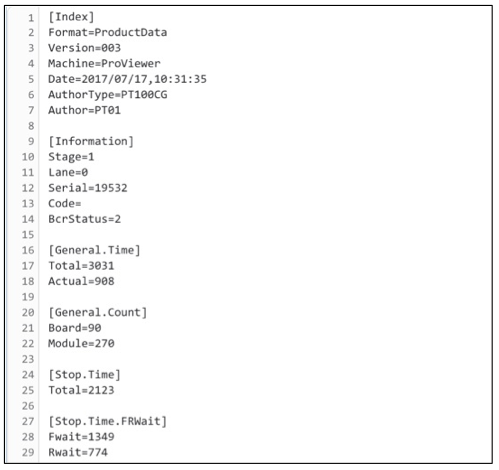 1 [Index]
2 Format=ProductData
3 Version=003
4 Machine=ProViewer
5 Date=2017/07/17,10:31:35
6 AuthorType=PT100CG
7 Author=PT01
8
9 [Information]
10 Stage=1
11 Lane=0
12 Serial=19532
13 Code=
14 BcrStatus=2
15
16 [General.Time]
17 Total=3031
18 Actual=908
19
20 [General.Count]
21 Board=90
22 Module=270
23
24 [Stop.Time]
25 Total=2123
26
27 [Stop.Time.FRWait]
28 Fwait=1349
29 Rwait=774